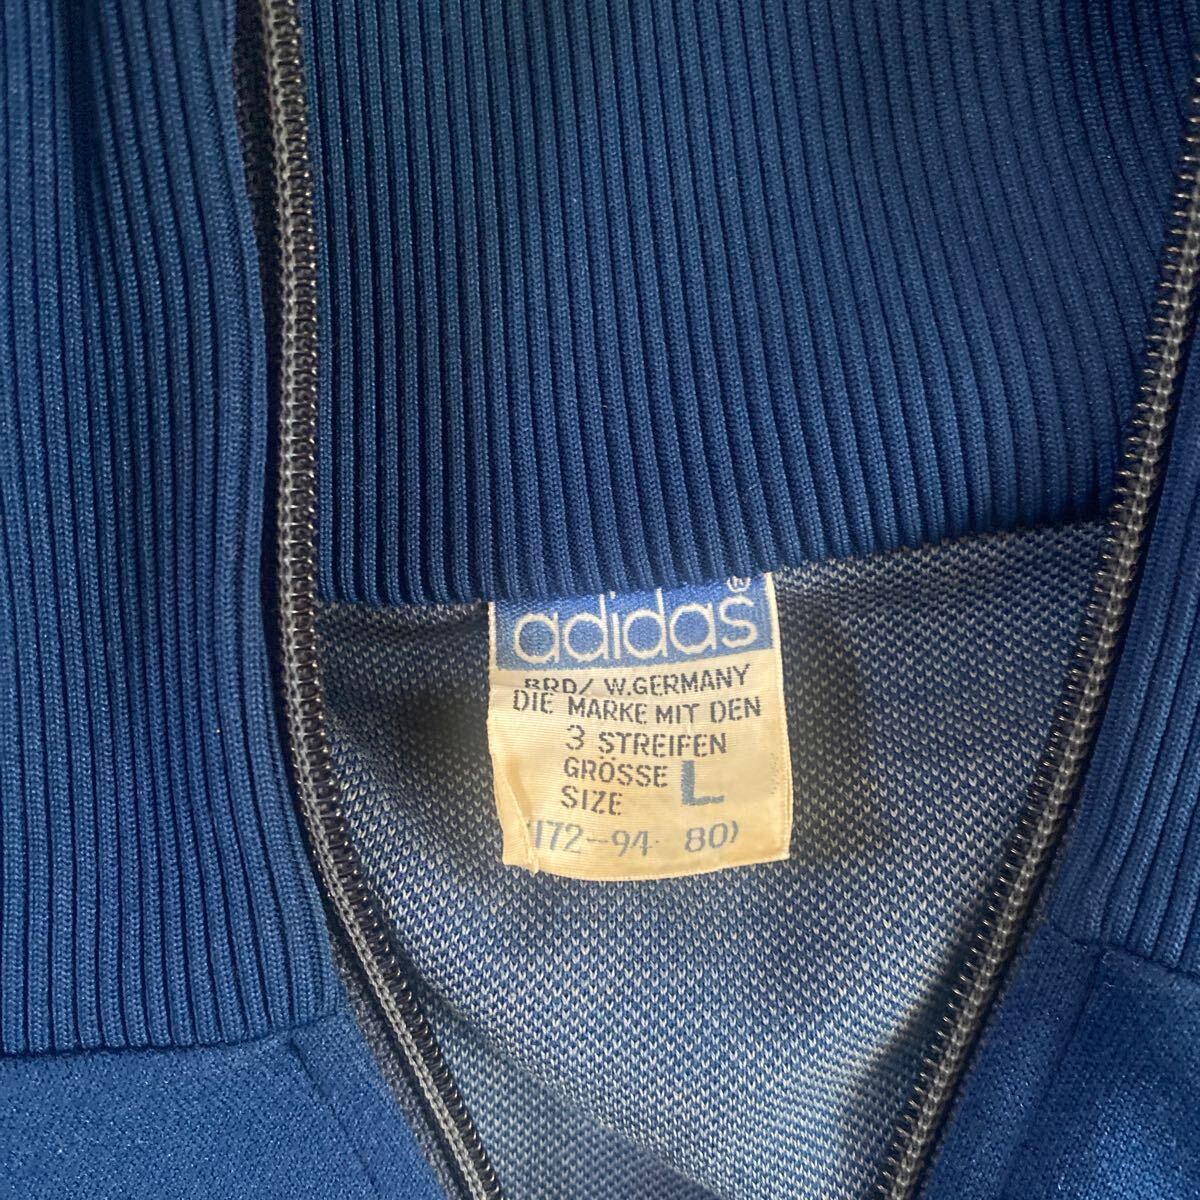 adidas®
BRD/ W.GERMANY
DIE MARKE MIT DEN
3 STREIFEN
GRÖSSE L
SIZE
(172-94 80)